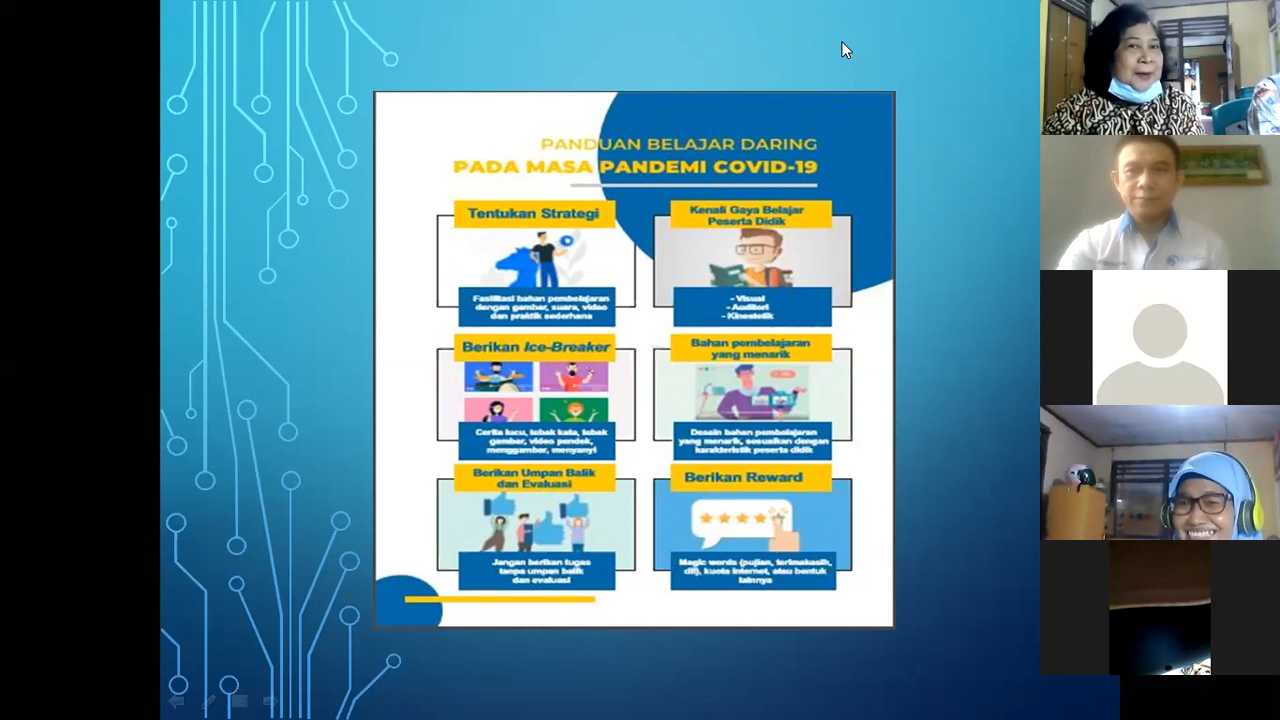 PANDUAN BELAJAR DARING
PADA MASA PANDEMI COVID-19
Tentukan Strategi
Fasilitasi bahan pembelajaran
dengan gambar, suara, video
dan praktik sederhana
Kenali Gaya Belajar
Peserta Didik
- Visual
- Auditori
- Kinestetik
Berikan Ice-Breaker
Cerita lucu, tebak kata, tebak
gambar, video pendek,
menggambar, menyanyi
Bahan pembelajaran
yang menarik
Desain bahan pembelajaran
yang menarik, sesuaikan dengan
karakteristik peserta didik
Berikan Umpan Balik
dan Evaluasi
Jangan berikan tugas
tanpa umpan balik
dan evaluasi
Berikan Reward
Magic words (pujian, terimakasih,
dll), kuota internet, atau bentuk
lainnya